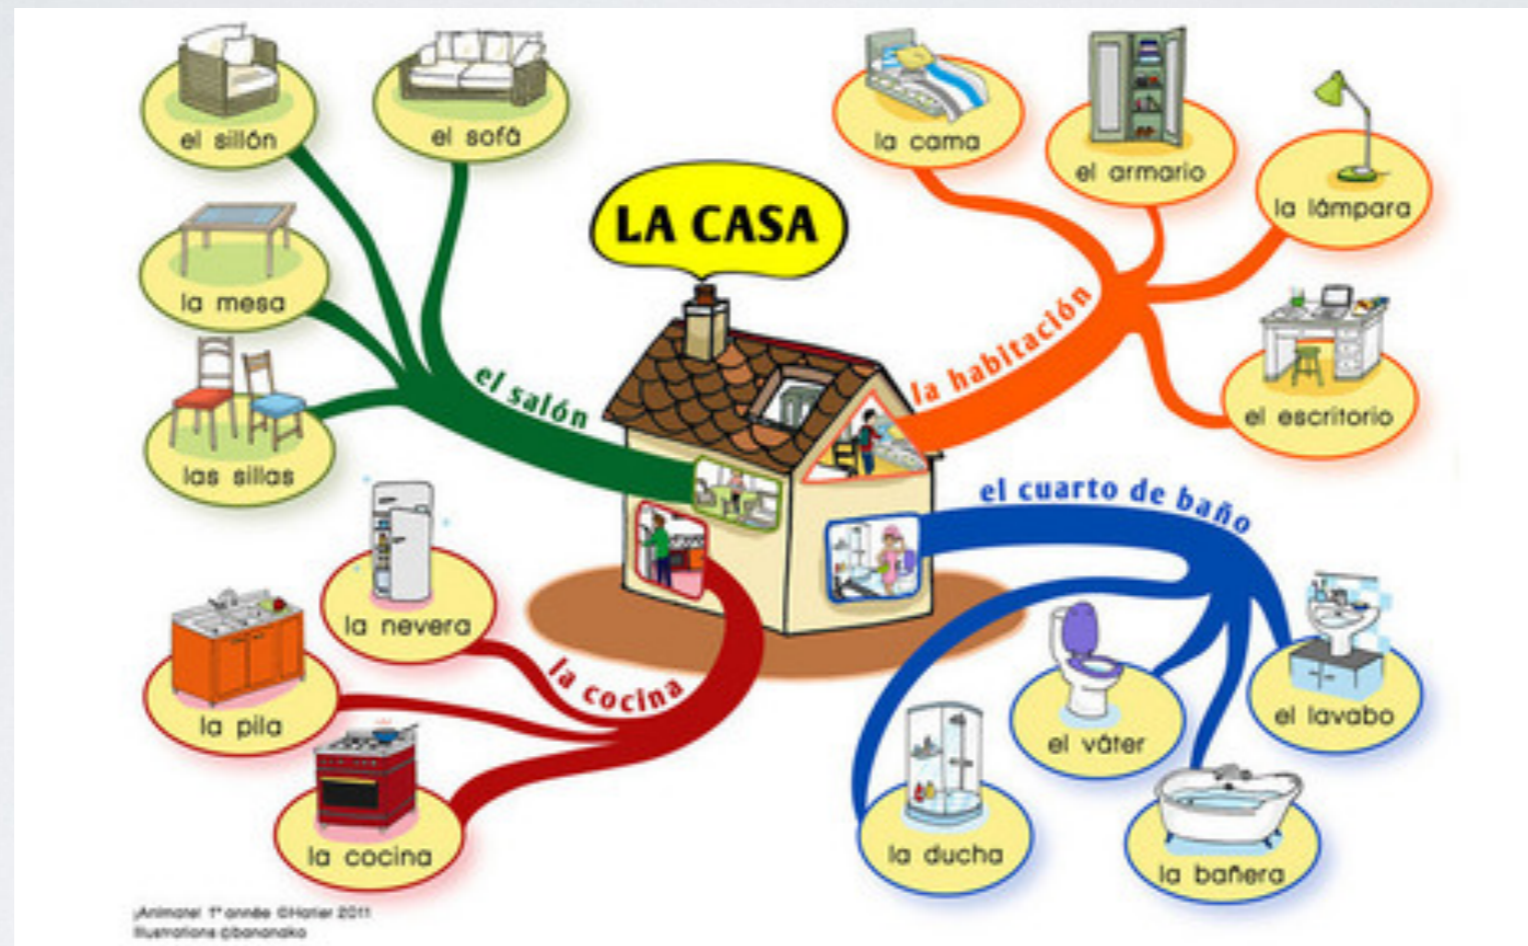 LA CASA
el salón
el sillón
el sofá
la mesa
las sillas
la habitación
la cama
el armario
la lámpara
el escritorio
la cocina
la nevera
la pila
la cocina
el cuarto de baño
la ducha
el váter
la bañera
el lavabo
¡Anímate! 1e année ©Hatier 2011
Illustrations ©bananako